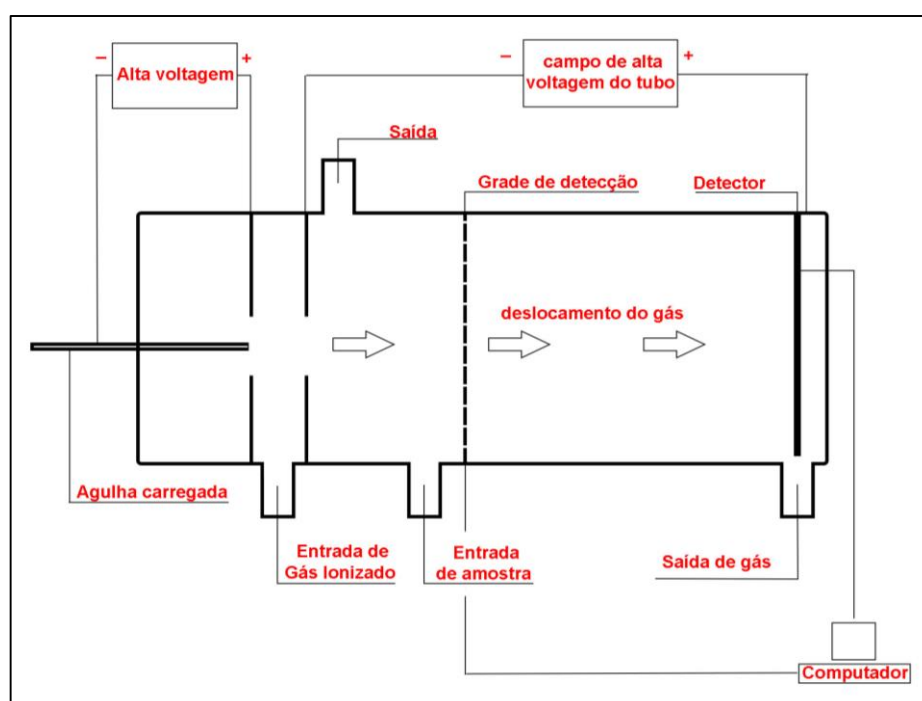 − Alta voltagem +
− campo de alta
voltagem do tubo +
Saída
Grade de detecção
Detector
deslocamento do gás
Agulha carregada
Entrada de
Gás Ionizado
Entrada
de amostra
Saída de gás
Computador